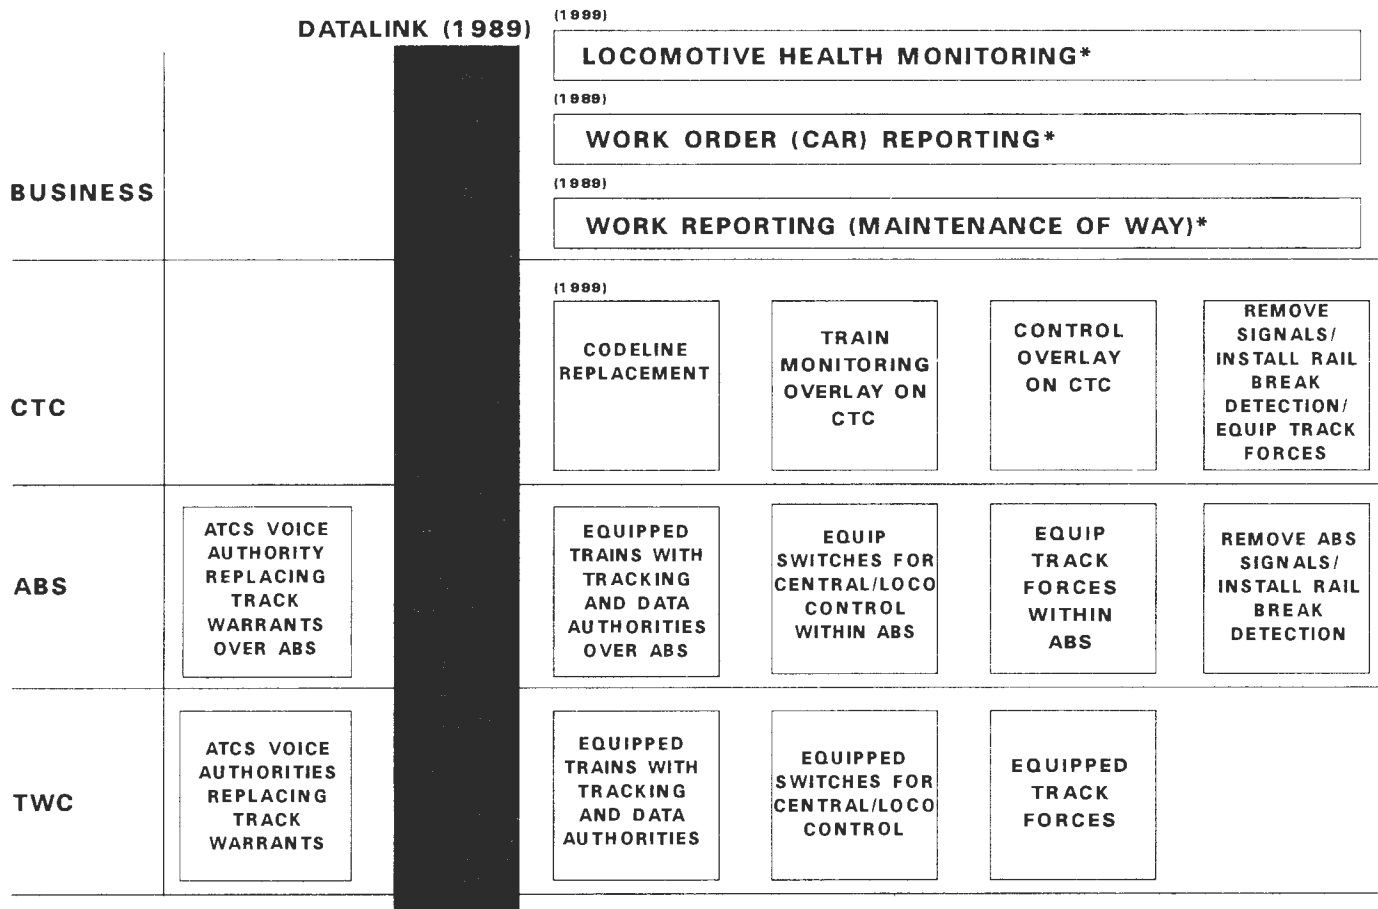 DATALINK (1989)
(1999)
LOCOMOTIVE HEALTH MONITORING*
(1989)
WORK ORDER (CAR) REPORTING*
BUSINESS
(1989)
WORK REPORTING (MAINTENANCE OF WAY)*
CTC
(1999)
CODELINE
REPLACEMENT
TRAIN
MONITORING
OVERLAY ON
CTC
CONTROL
OVERLAY
ON CTC
REMOVE
SIGNALS/
INSTALL RAIL
BREAK
DETECTION/
EQUIP TRACK
FORCES
ABS
ATCS VOICE
AUTHORITY
REPLACING
TRACK
WARRANTS
OVER ABS
EQUIPPED
TRAINS WITH
TRACKING
AND DATA
AUTHORITIES
OVER ABS
EQUIP
SWITCHES FOR
CENTRAL/LOCO
CONTROL
WITHIN ABS
EQUIP
TRACK
FORCES
WITHIN
ABS
REMOVE ABS
SIGNALS/
INSTALL RAIL
BREAK
DETECTION
TWC
ATCS VOICE
AUTHORITIES
REPLACING
TRACK
WARRANTS
EQUIPPED
TRAINS WITH
TRACKING
AND DATA
AUTHORITIES
EQUIPPED
SWITCHES FOR
CENTRAL/LOCO
CONTROL
EQUIPPED
TRACK
FORCES